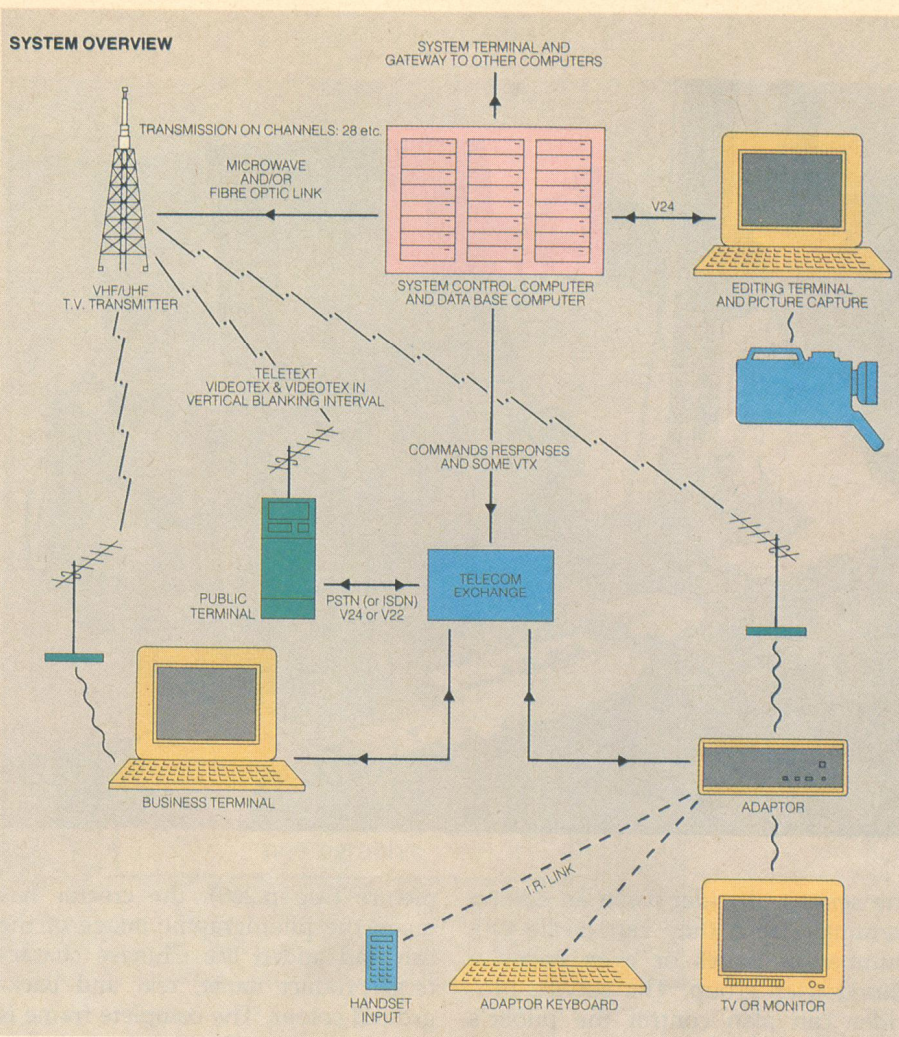 SYSTEM OVERVIEW
SYSTEM TERMINAL AND
GATEWAY TO OTHER COMPUTERS
TRANSMISSION ON CHANNELS: 28 etc.
MICROWAVE
AND/OR
FIBRE OPTIC LINK
V24
VHF/UHF
T.V. TRANSMITTER
SYSTEM CONTROL COMPUTER
AND DATA BASE COMPUTER
EDITING TERMINAL
AND PICTURE CAPTURE
TELETEXT
VIDEOTEX & VIDEOTEX IN
VERTICAL BLANKING INTERVAL
COMMANDS RESPONSES
AND SOME VTX
PUBLIC
TERMINAL
PSTN (or ISDN)
V24 or V22
TELECOM
EXCHANGE
BUSINESS TERMINAL
ADAPTOR
I.R. LINK
HANDSET
INPUT
ADAPTOR KEYBOARD
TV OR MONITOR